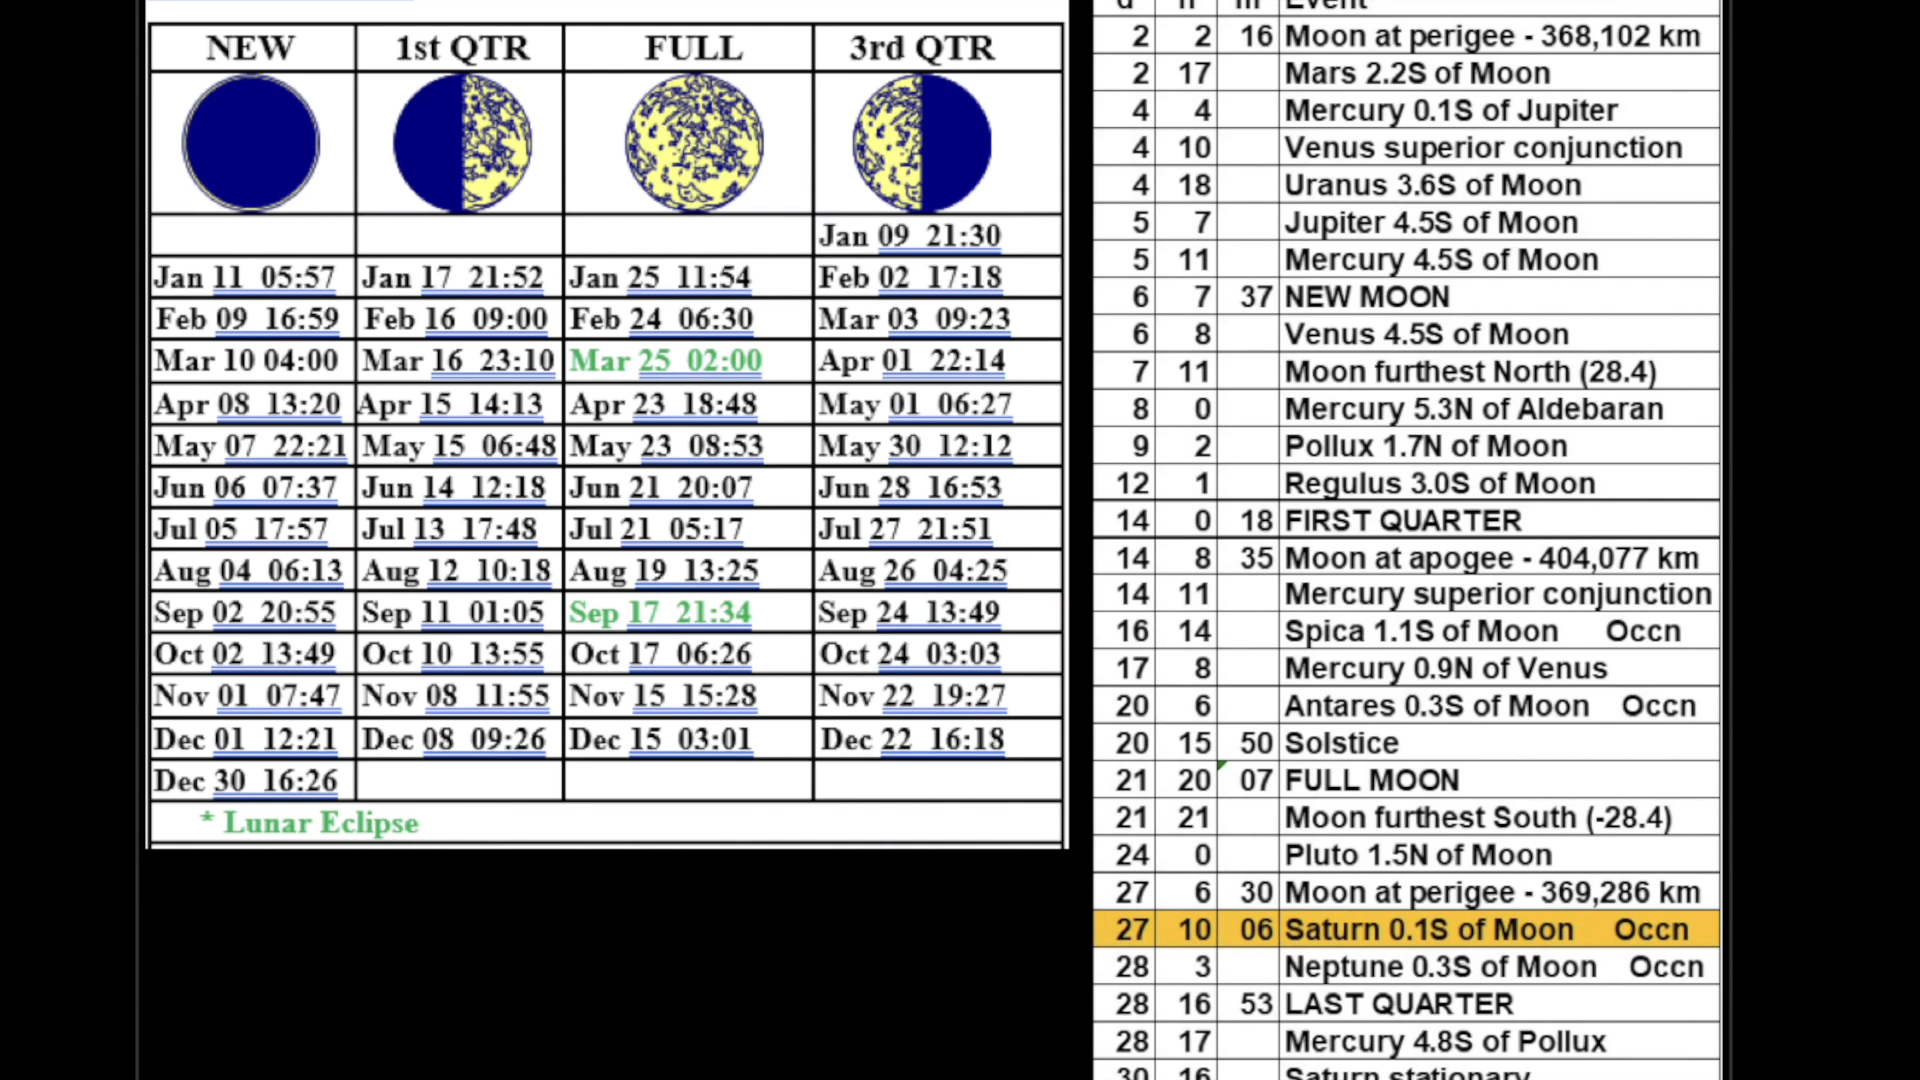 NEW 1st QTR FULL 3rd QTR
Jan 09 21:30
Jan 11 05:57 Jan 17 21:52 Jan 25 11:54 Feb 02 17:18
Feb 09 16:59 Feb 16 09:00 Feb 24 06:30 Mar 03 09:23
Mar 10 04:00 Mar 16 23:10 Mar 25 02:00 Apr 01 22:14
Apr 08 13:20 Apr 15 14:13 Apr 23 18:48 May 01 06:27
May 07 22:21 May 15 06:48 May 23 08:53 May 30 12:12
Jun 06 07:37 Jun 14 12:18 Jun 21 20:07 Jun 28 16:53
Jul 05 17:57 Jul 13 17:48 Jul 21 05:17 Jul 27 21:51
Aug 04 06:13 Aug 12 10:18 Aug 19 13:25 Aug 26 04:25
Sep 02 20:55 Sep 11 01:05 Sep 17 21:34 Sep 24 13:49
Oct 02 13:49 Oct 10 13:55 Oct 17 06:26 Oct 24 03:03
Nov 01 07:47 Nov 08 11:55 Nov 15 15:28 Nov 22 19:27
Dec 01 12:21 Dec 08 09:26 Dec 15 03:01 Dec 22 16:18
Dec 30 16:26
* Lunar Eclipse
d h m Event
2 2 16 Moon at perigee - 368,102 km
2 17 Mars 2.2S of Moon
4 4 Mercury 0.1S of Jupiter
4 10 Venus superior conjunction
4 18 Uranus 3.6S of Moon
5 7 Jupiter 4.5S of Moon
5 11 Mercury 4.5S of Moon
6 7 37 NEW MOON
6 8 Venus 4.5S of Moon
7 11 Moon furthest North (28.4)
8 0 Mercury 5.3N of Aldebaran
9 2 Pollux 1.7N of Moon
12 1 Regulus 3.0S of Moon
14 0 18 FIRST QUARTER
14 8 35 Moon at apogee - 404,077 km
14 11 Mercury superior conjunction
16 14 Spica 1.1S of Moon Occn
17 8 Mercury 0.9N of Venus
20 6 Antares 0.3S of Moon Occn
20 15 50 Solstice
21 20 07 FULL MOON
21 21 Moon furthest South (-28.4)
24 0 Pluto 1.5N of Moon
27 6 30 Moon at perigee - 369,286 km
27 10 06 Saturn 0.1S of Moon Occn
28 3 Neptune 0.3S of Moon Occn
28 16 53 LAST QUARTER
28 17 Mercury 4.8S of Pollux
30 16 Saturn stationary